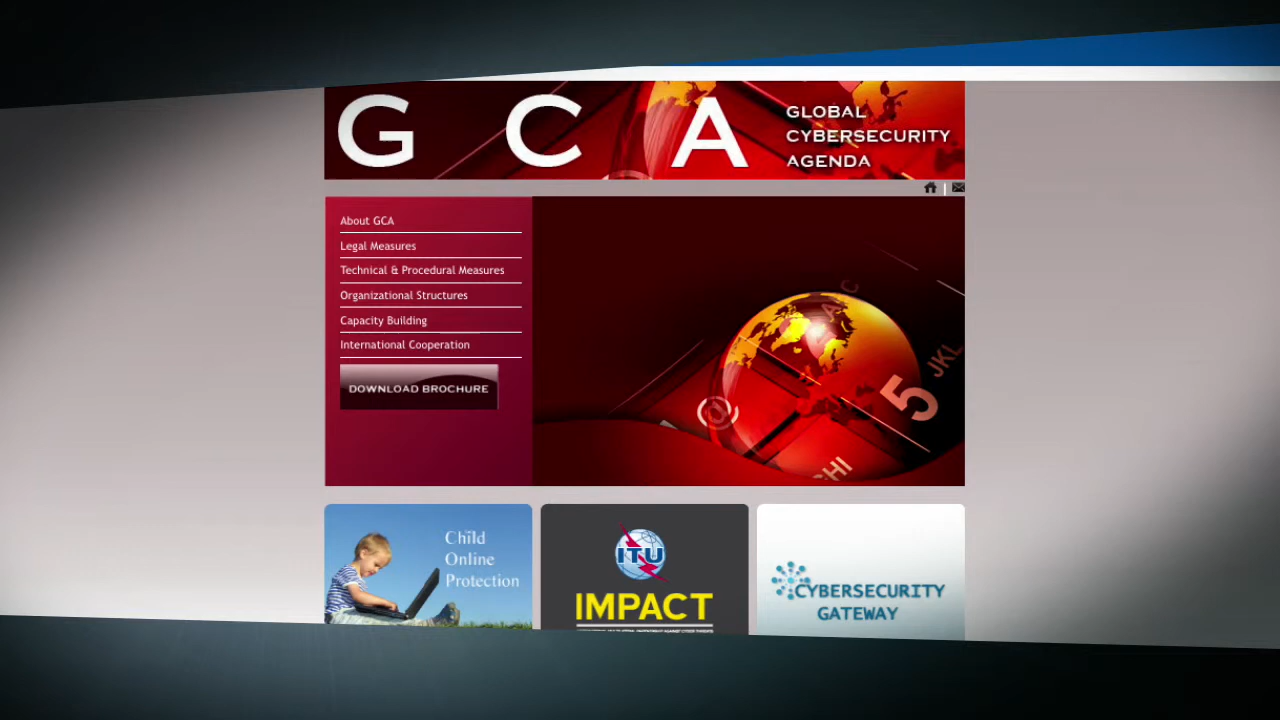 G C A
GLOBAL
CYBERSECURITY
AGENDA
About GCA
Legal Measures
Technical & Procedural Measures
Organizational Structures
Capacity Building
International Cooperation
DOWNLOAD BROCHURE
A C
JKL
5
@
GHI
Child
Online
Protection
ITU
IMPACT
CYBERSECURITY
GATEWAY